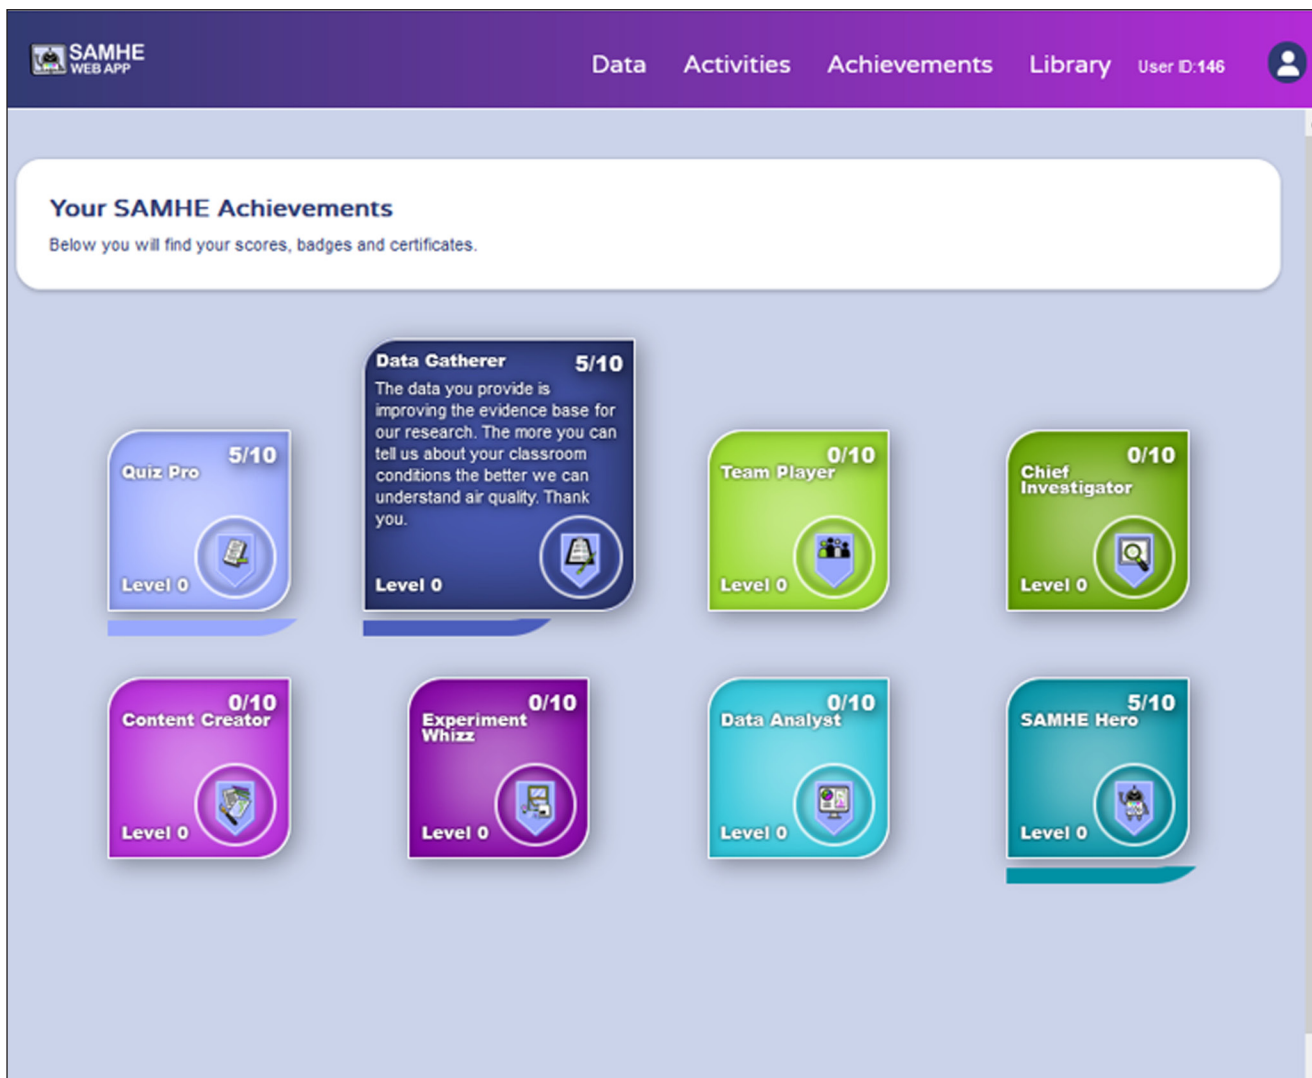 SAMHE
WEB APP
Data Activities Achievements Library User ID:146
Your SAMHE Achievements
Below you will find your scores, badges and certificates.
Quiz Pro 5/10
Level 0
Data Gatherer 5/10
The data you provide is
improving the evidence base for
our research. The more you can
tell us about your classroom
conditions the better we can
understand air quality. Thank
you.
Level 0
Team Player 0/10
Level 0
Chief
Investigator 0/10
Level 0
Content Creator 0/10
Level 0
Experiment
Whizz 0/10
Level 0
Data Analyst 0/10
Level 0
SAMHE Hero 5/10
Level 0